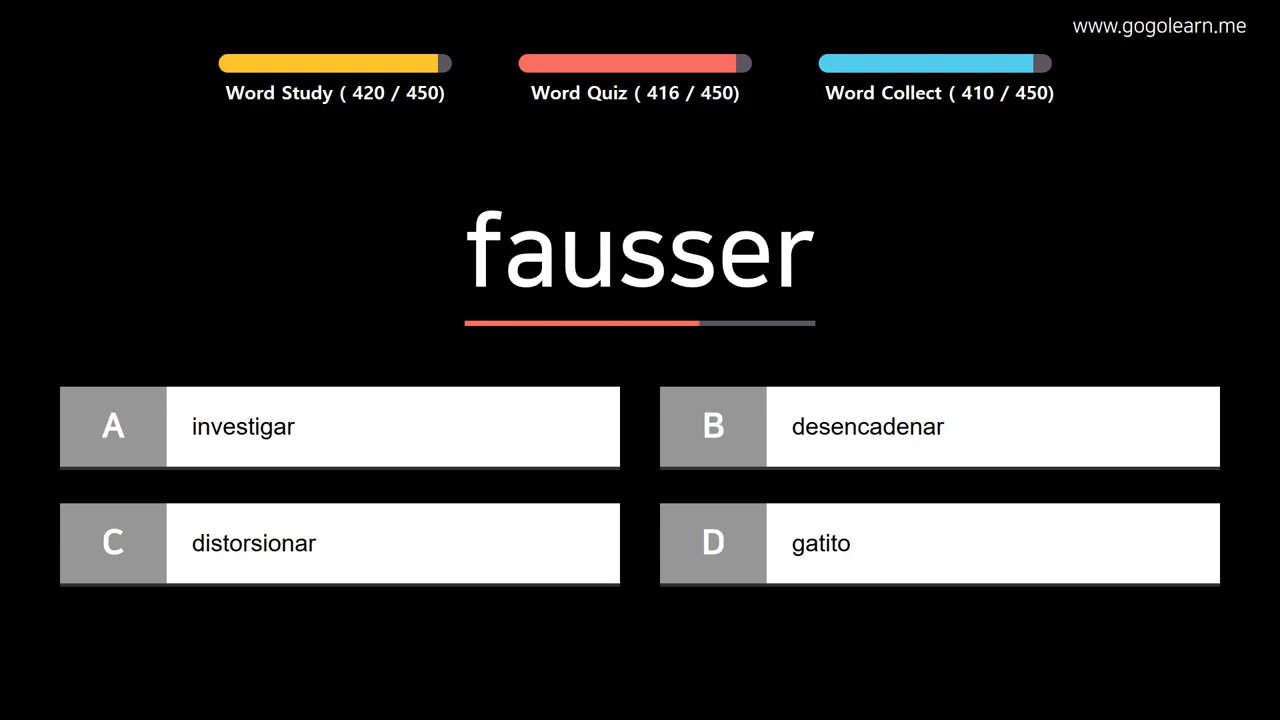 www.gogolearn.me
Word Study ( 420 / 450)
Word Quiz ( 416 / 450)
Word Collect ( 410 / 450)
fausser
A investigar
B desencadenar
C distorsionar
D gatito